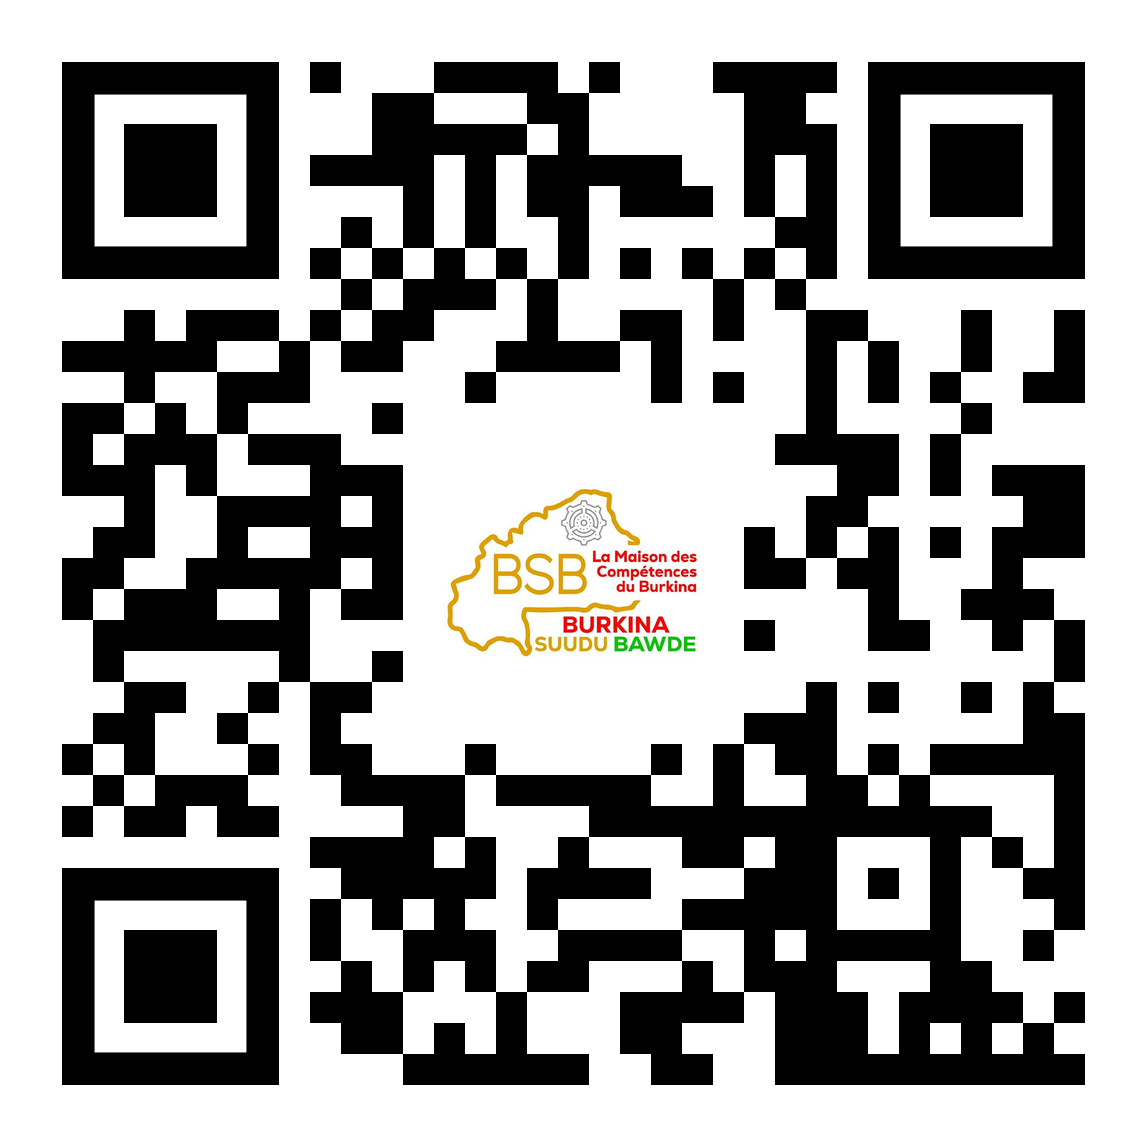 BSB
La Maison des
Compétences
du Burkina
BURKINA
SUUDU BAWDE